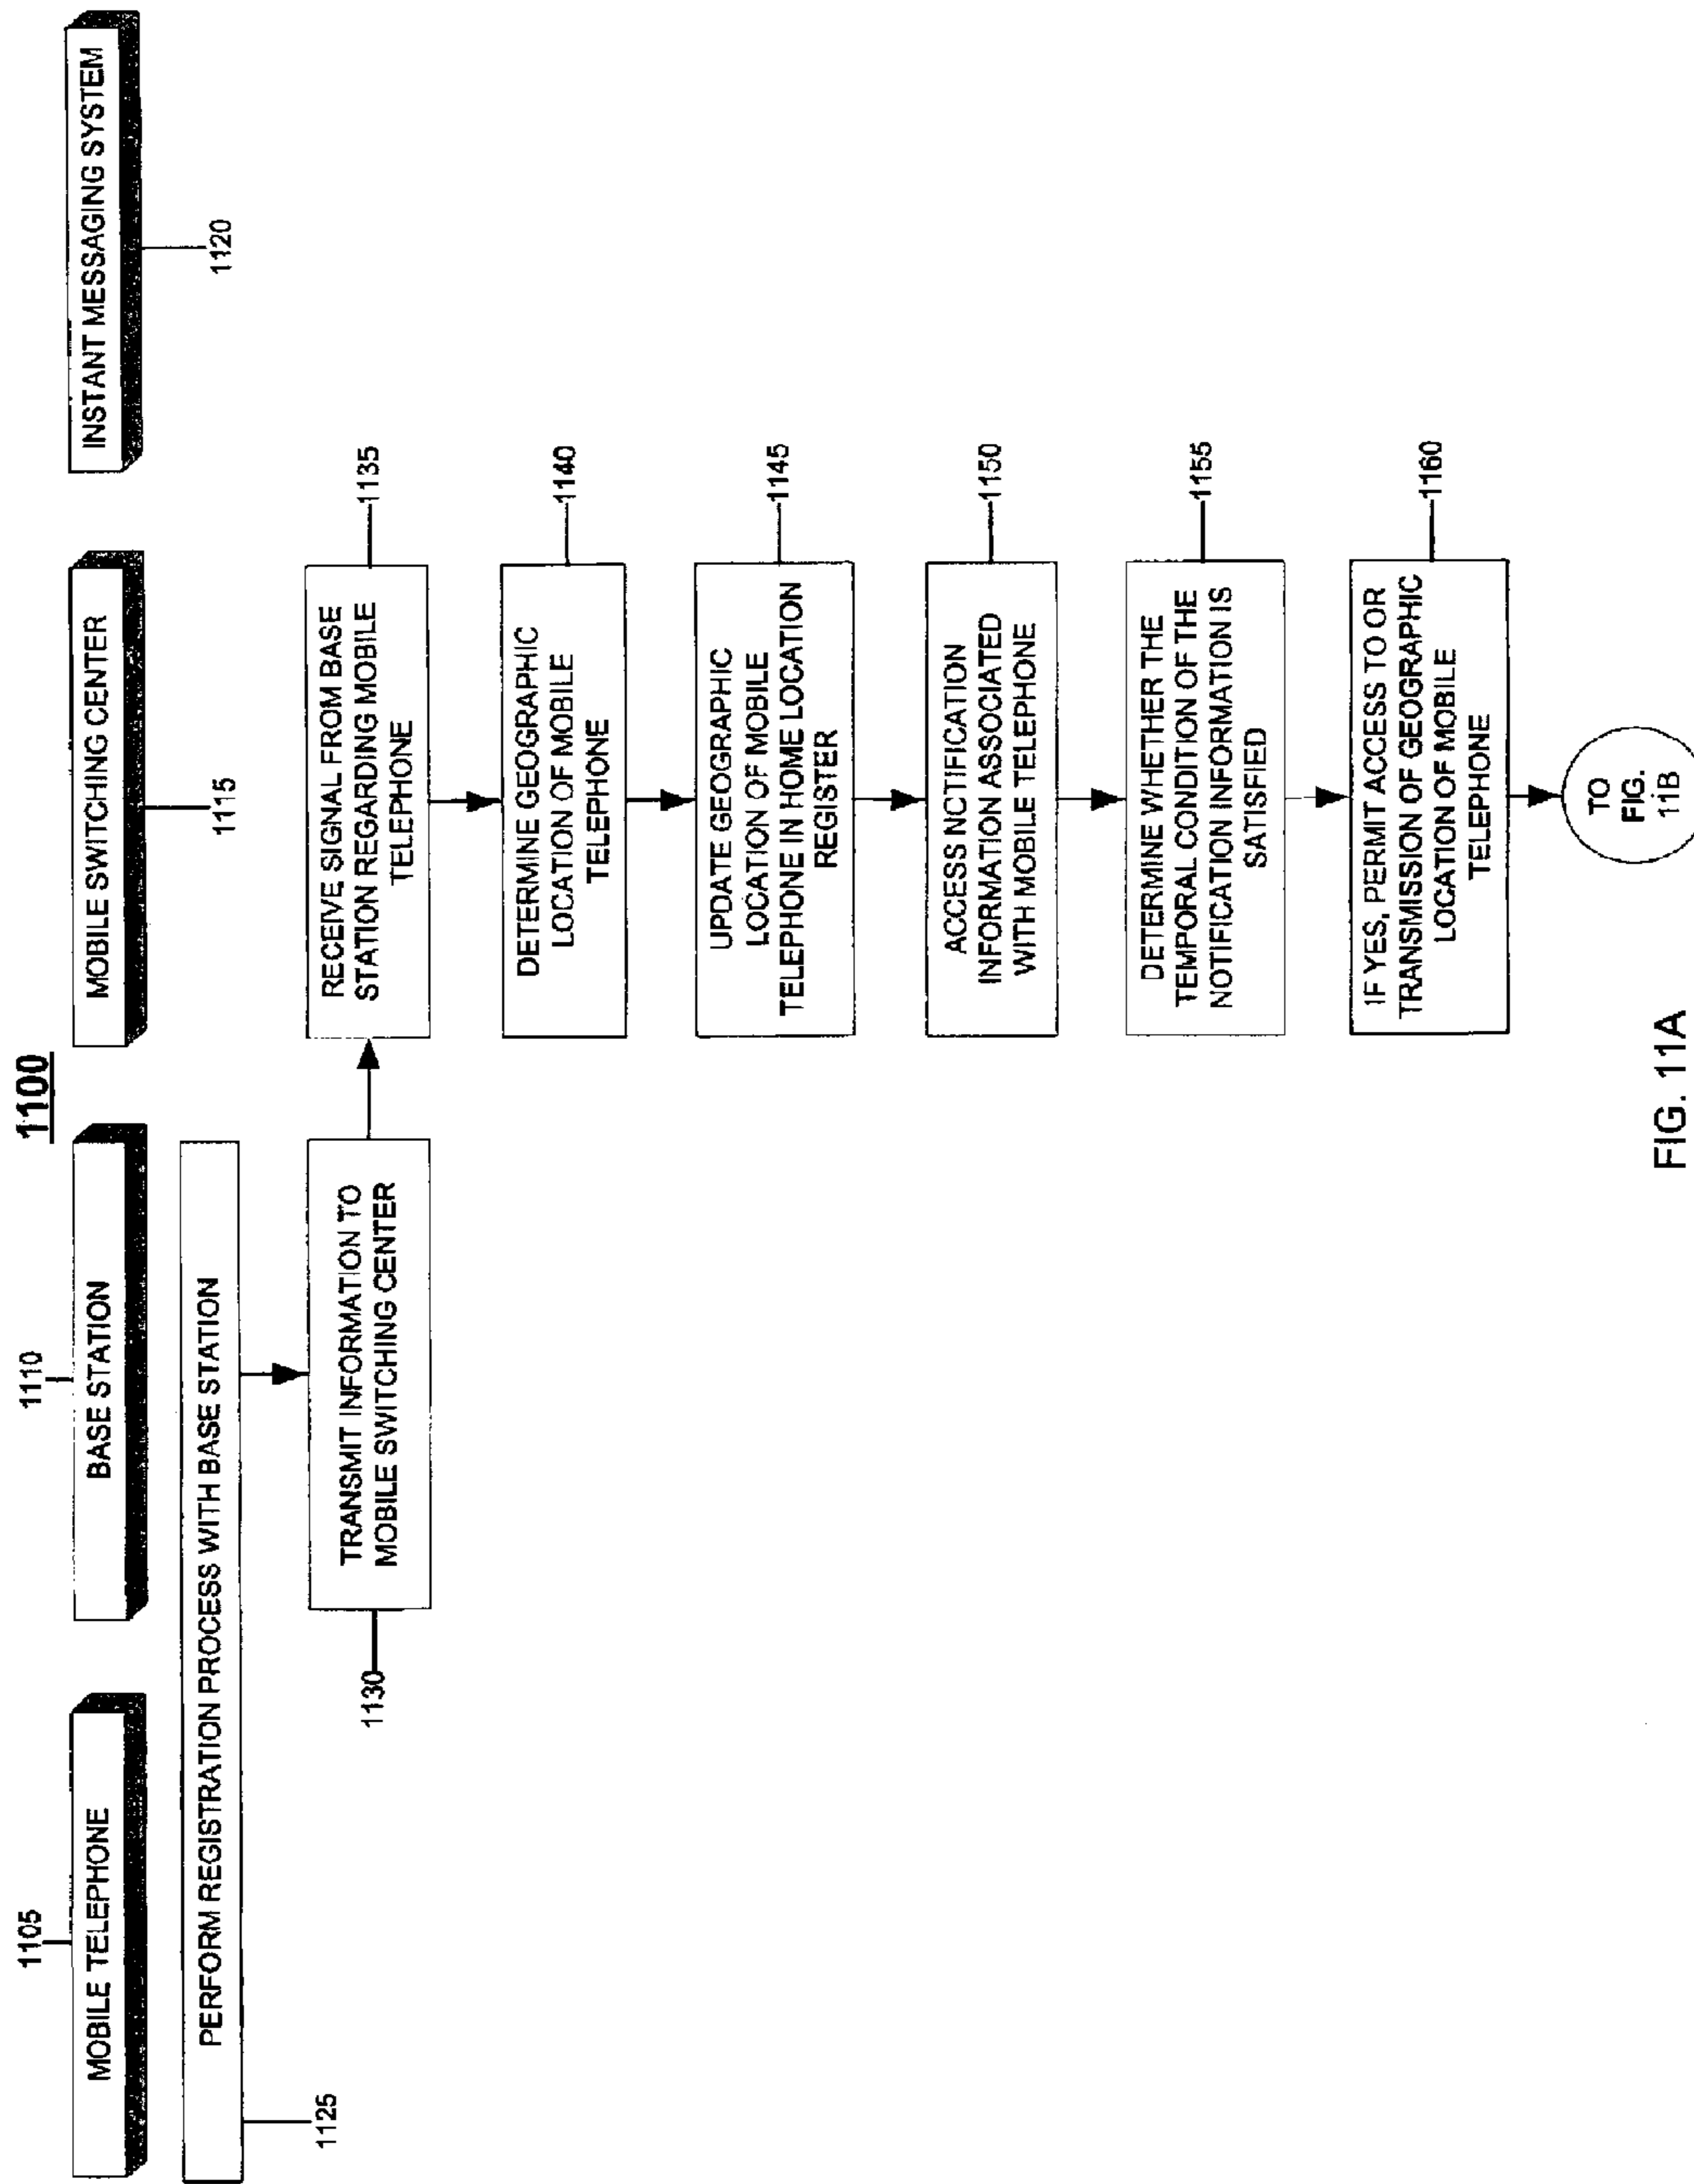 1100
1105
1110
MOBILE TELEPHONE
BASE STATION
MOBILE SWITCHING CENTER
INSTANT MESSAGING SYSTEM
1115
1120
PERFORM REGISTRATION PROCESS WITH BASE STATION
1125
TRANSMIT INFORMATION TO
MOBILE SWITCHING CENTER
1130
RECEIVE SIGNAL FROM BASE
STATION REGARDING MOBILE
TELEPHONE
1135
DETERMINE GEOGRAPHIC
LOCATION OF MOBILE
TELEPHONE
1140
UPDATE GEOGRAPHIC
LOCATION OF MOBILE
TELEPHONE IN HOME LOCATION
REGISTER
1145
ACCESS NOTIFICATION
INFORMATION ASSOCIATED
WITH MOBILE TELEPHONE
1150
DETERMINE WHETHER THE
TEMPORAL CONDITION OF THE
NOTIFICATION INFORMATION IS
SATISFIED
1155
IF YES, PERMIT ACCESS TO OR
TRANSMISSION OF GEOGRAPHIC
LOCATION OF MOBILE
TELEPHONE
1160
TO
FIG.
11B
FIG. 11A